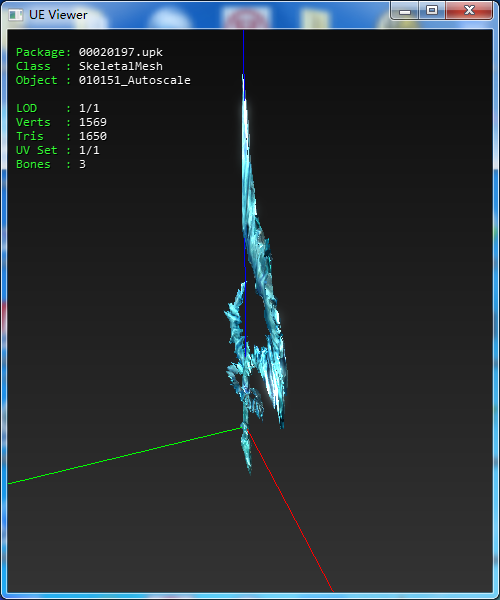 UE Viewer
Package: 00020197.upk
Class : SkeletalMesh
Object : 010151_Autoscale
LOD : 1/1
Verts : 1569
Tris : 1650
UV Set : 1/1
Bones : 3